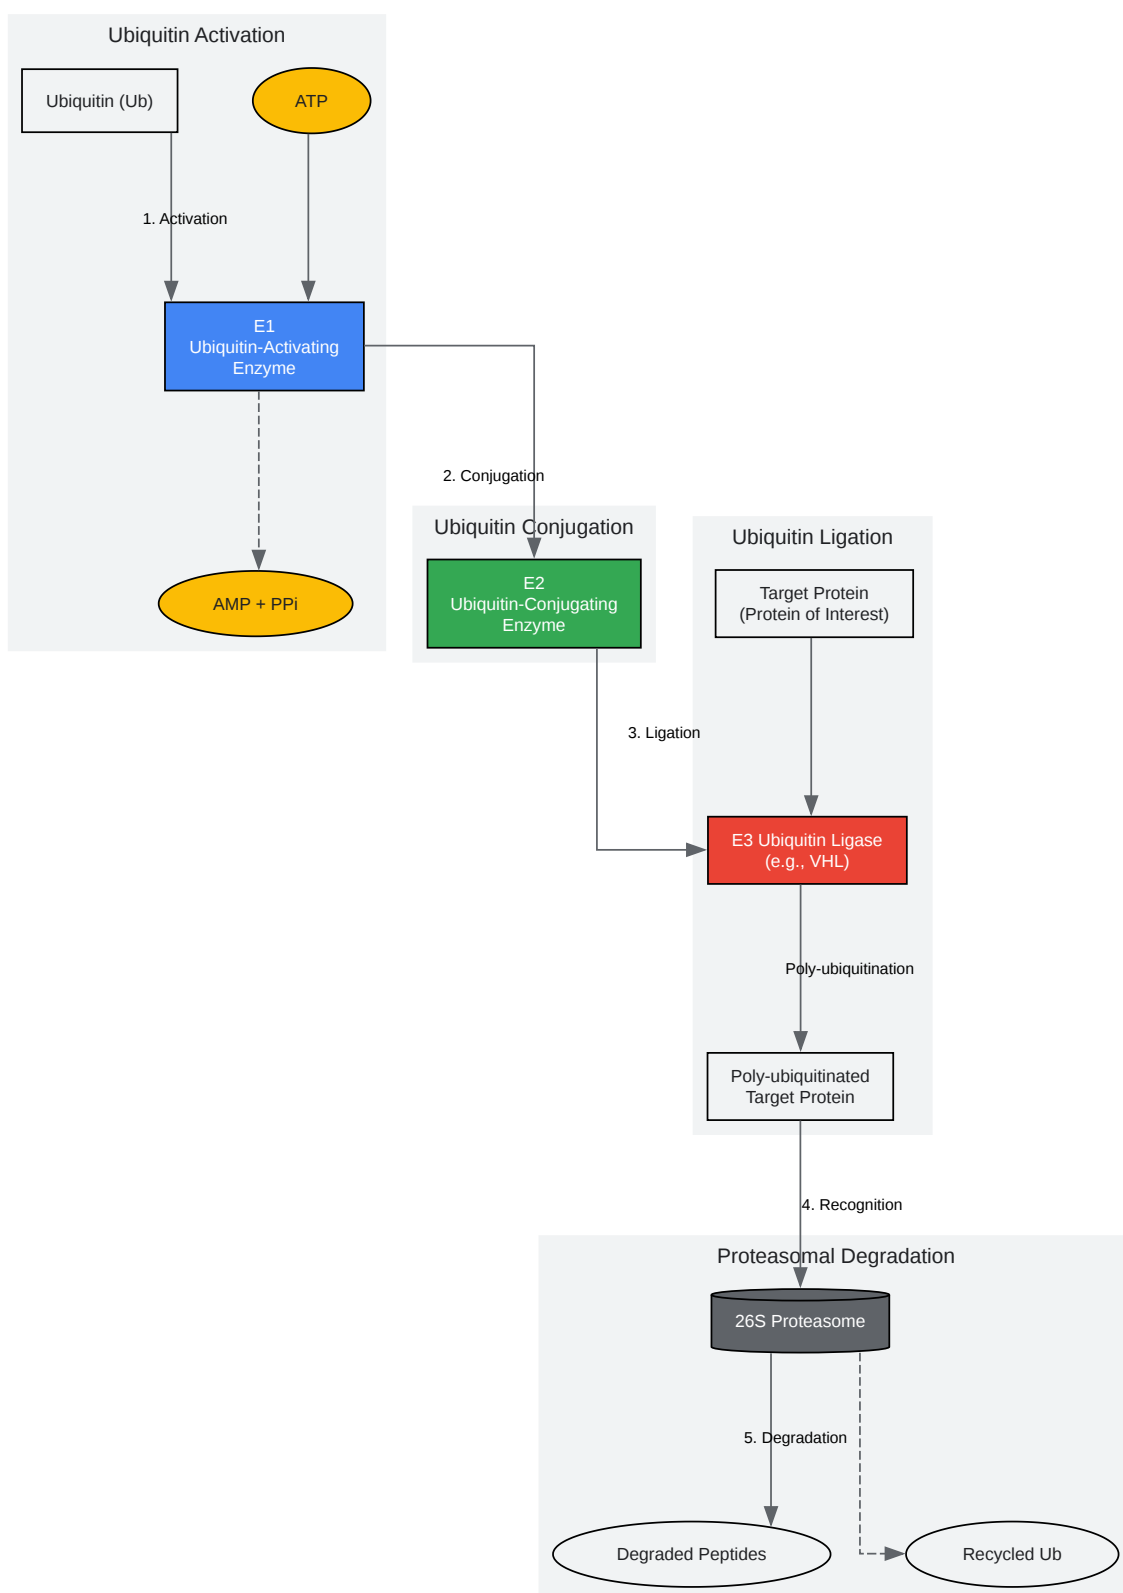 Ubiquitin Activation
Ubiquitin (Ub)
ATP
1. Activation
E1
Ubiquitin-Activating
Enzyme
2. Conjugation
AMP + PPi
Ubiquitin Conjugation
E2
Ubiquitin-Conjugating
Enzyme
Ubiquitin Ligation
Target Protein
(Protein of Interest)
3. Ligation
E3 Ubiquitin Ligase
(e.g., VHL)
Poly-ubiquitination
Poly-ubiquitinated
Target Protein
4. Recognition
Proteasomal Degradation
26S Proteasome
5. Degradation
Degraded Peptides
Recycled Ub